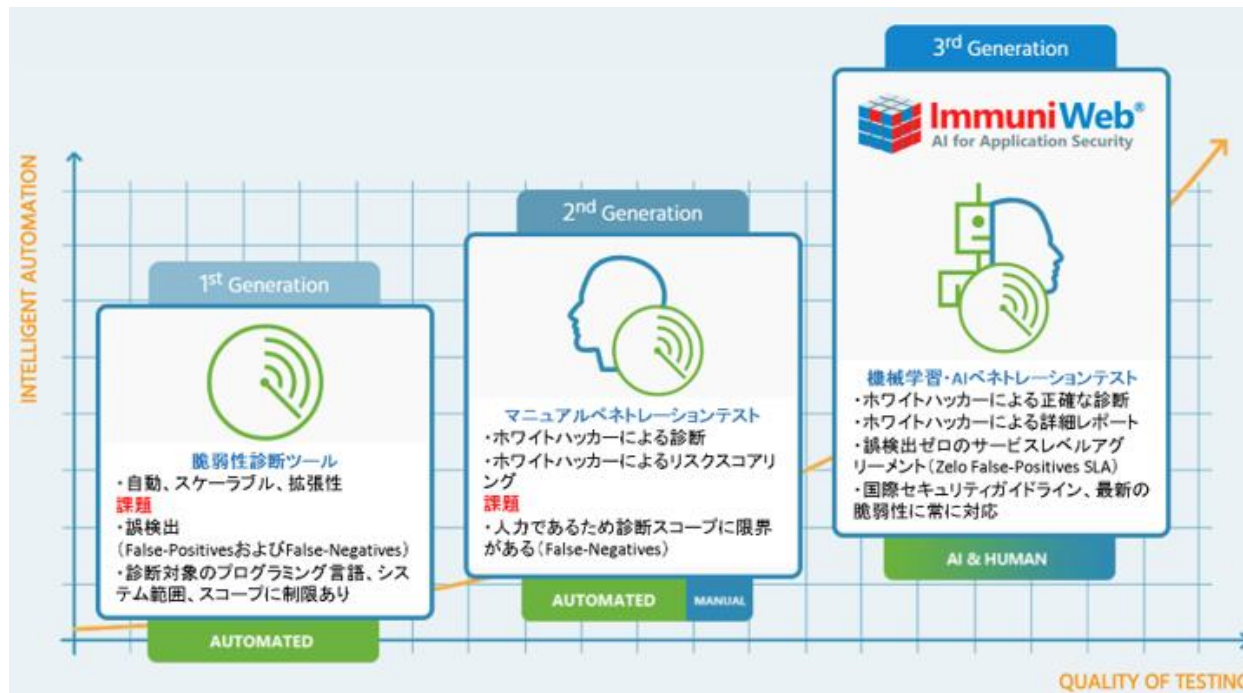 INTELLIGENT AUTOMATION
1st Generation
脆弱性診断ツール
・自動、スケーラブル、拡張性
課題
・誤検出
(False-PositivesおよびFalse-Negatives)
・診断対象のプログラミング言語、シス
テム範囲、スコープに制限あり
AUTOMATED
2nd Generation
マニュアルペネトレーションテスト
・ホワイトハッカーによる診断
・ホワイトハッカーによるリスクスコアリ
ング
課題
・人力であるため診断スコープに限界
がある(False-Negatives)
AUTOMATED
MANUAL
3rd Generation
ImmuniWeb®
AI for Application Security
機械学習・AIペネトレーションテスト
・ホワイトハッカーによる正確な診断
・ホワイトハッカーによる詳細レポート
・誤検出ゼロのサービスレベルアグ
リーメント(Zelo False-Positives SLA)
・国際セキュリティガイドライン、最新の
脆弱性に常に対応
AI & HUMAN
QUALITY OF TESTING